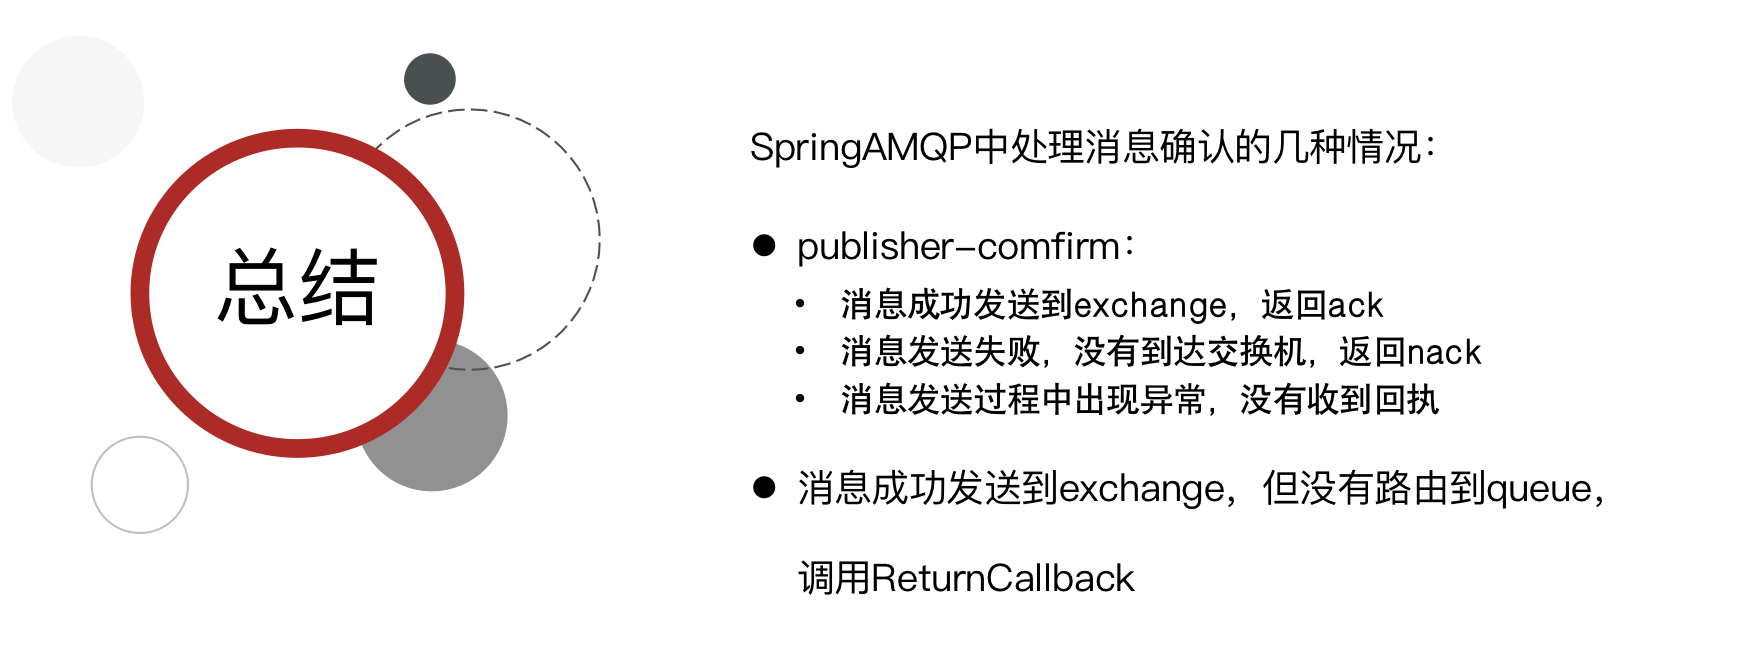 总结
SpringAMQP中处理消息确认的几种情况：
● publisher-comfirm：
• 消息成功发送到exchange，返回ack
• 消息发送失败，没有到达交换机，返回nack
• 消息发送过程中出现异常，没有收到回执
● 消息成功发送到exchange，但没有路由到queue，
调用ReturnCallback